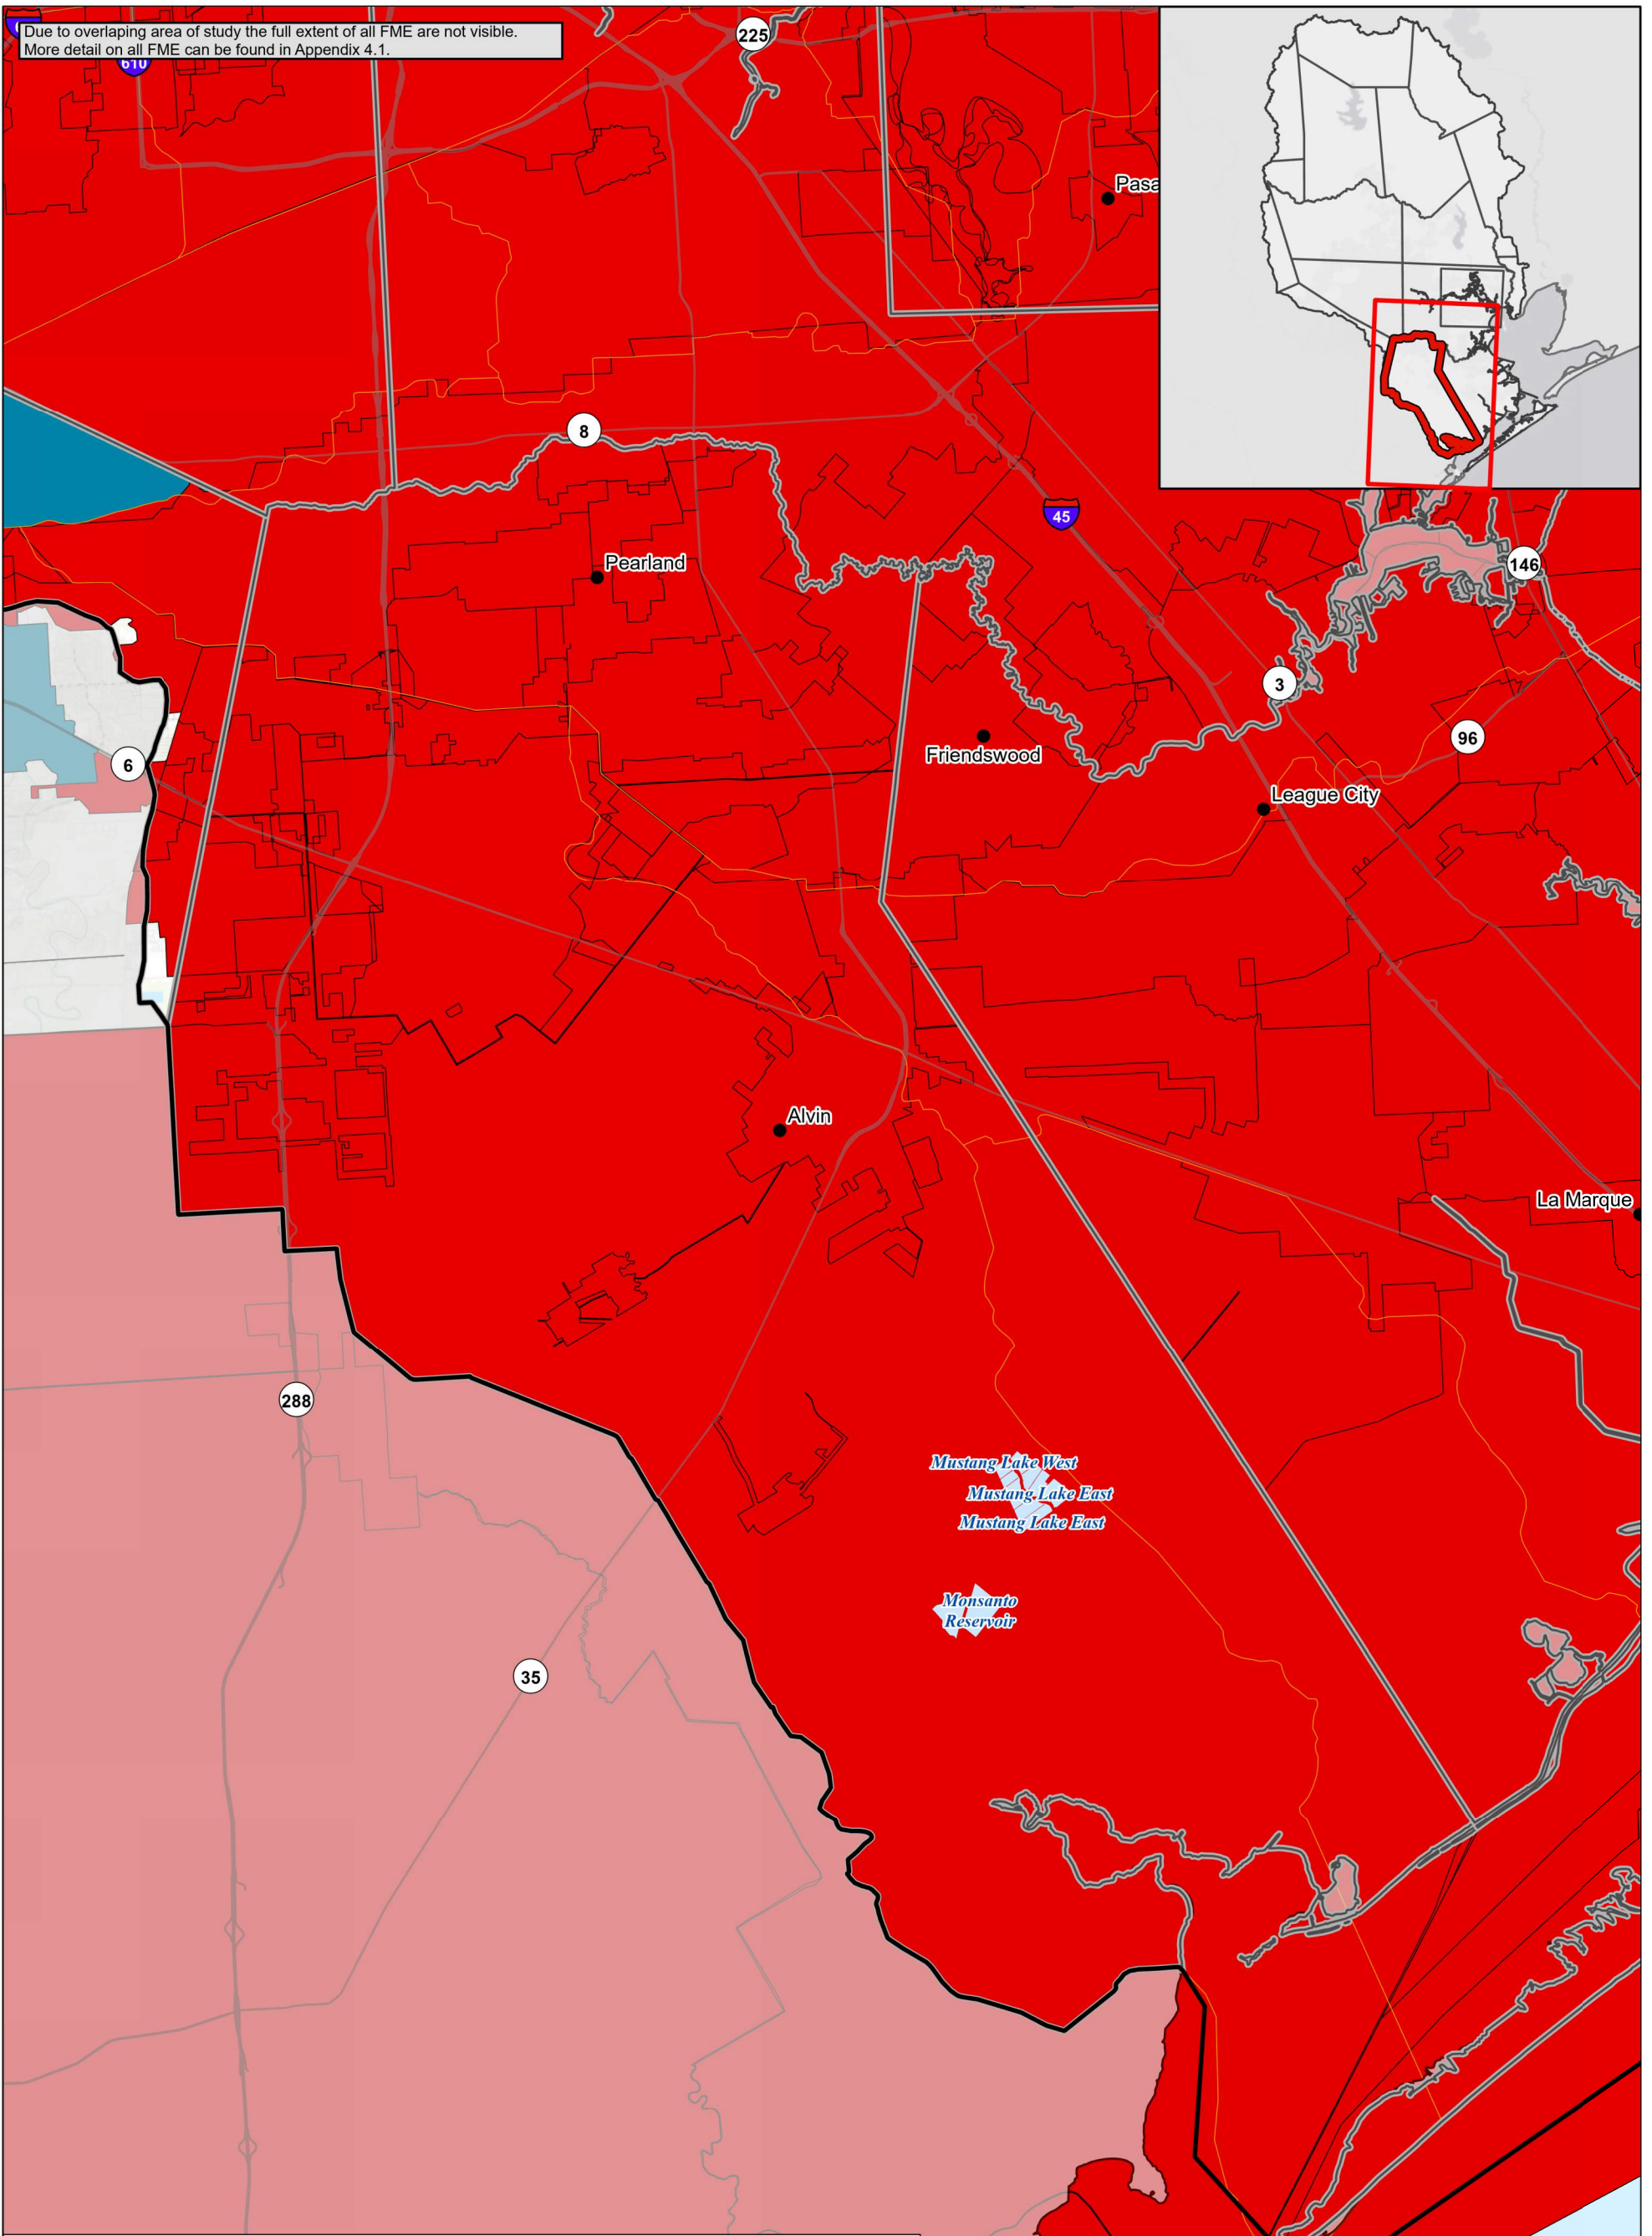 Due to overlaping area of study the full extent of all FME are not visible.
More detail on all FME can be found in Appendix 4.1.
610
225
Pasa
8
45
146
Pearland
3
96
6
Friendswood
League City
Alvin
La Marque
288
Mustang Lake West
Mustang Lake East
Mustang Lake East
Monsanto
Reservoir
35